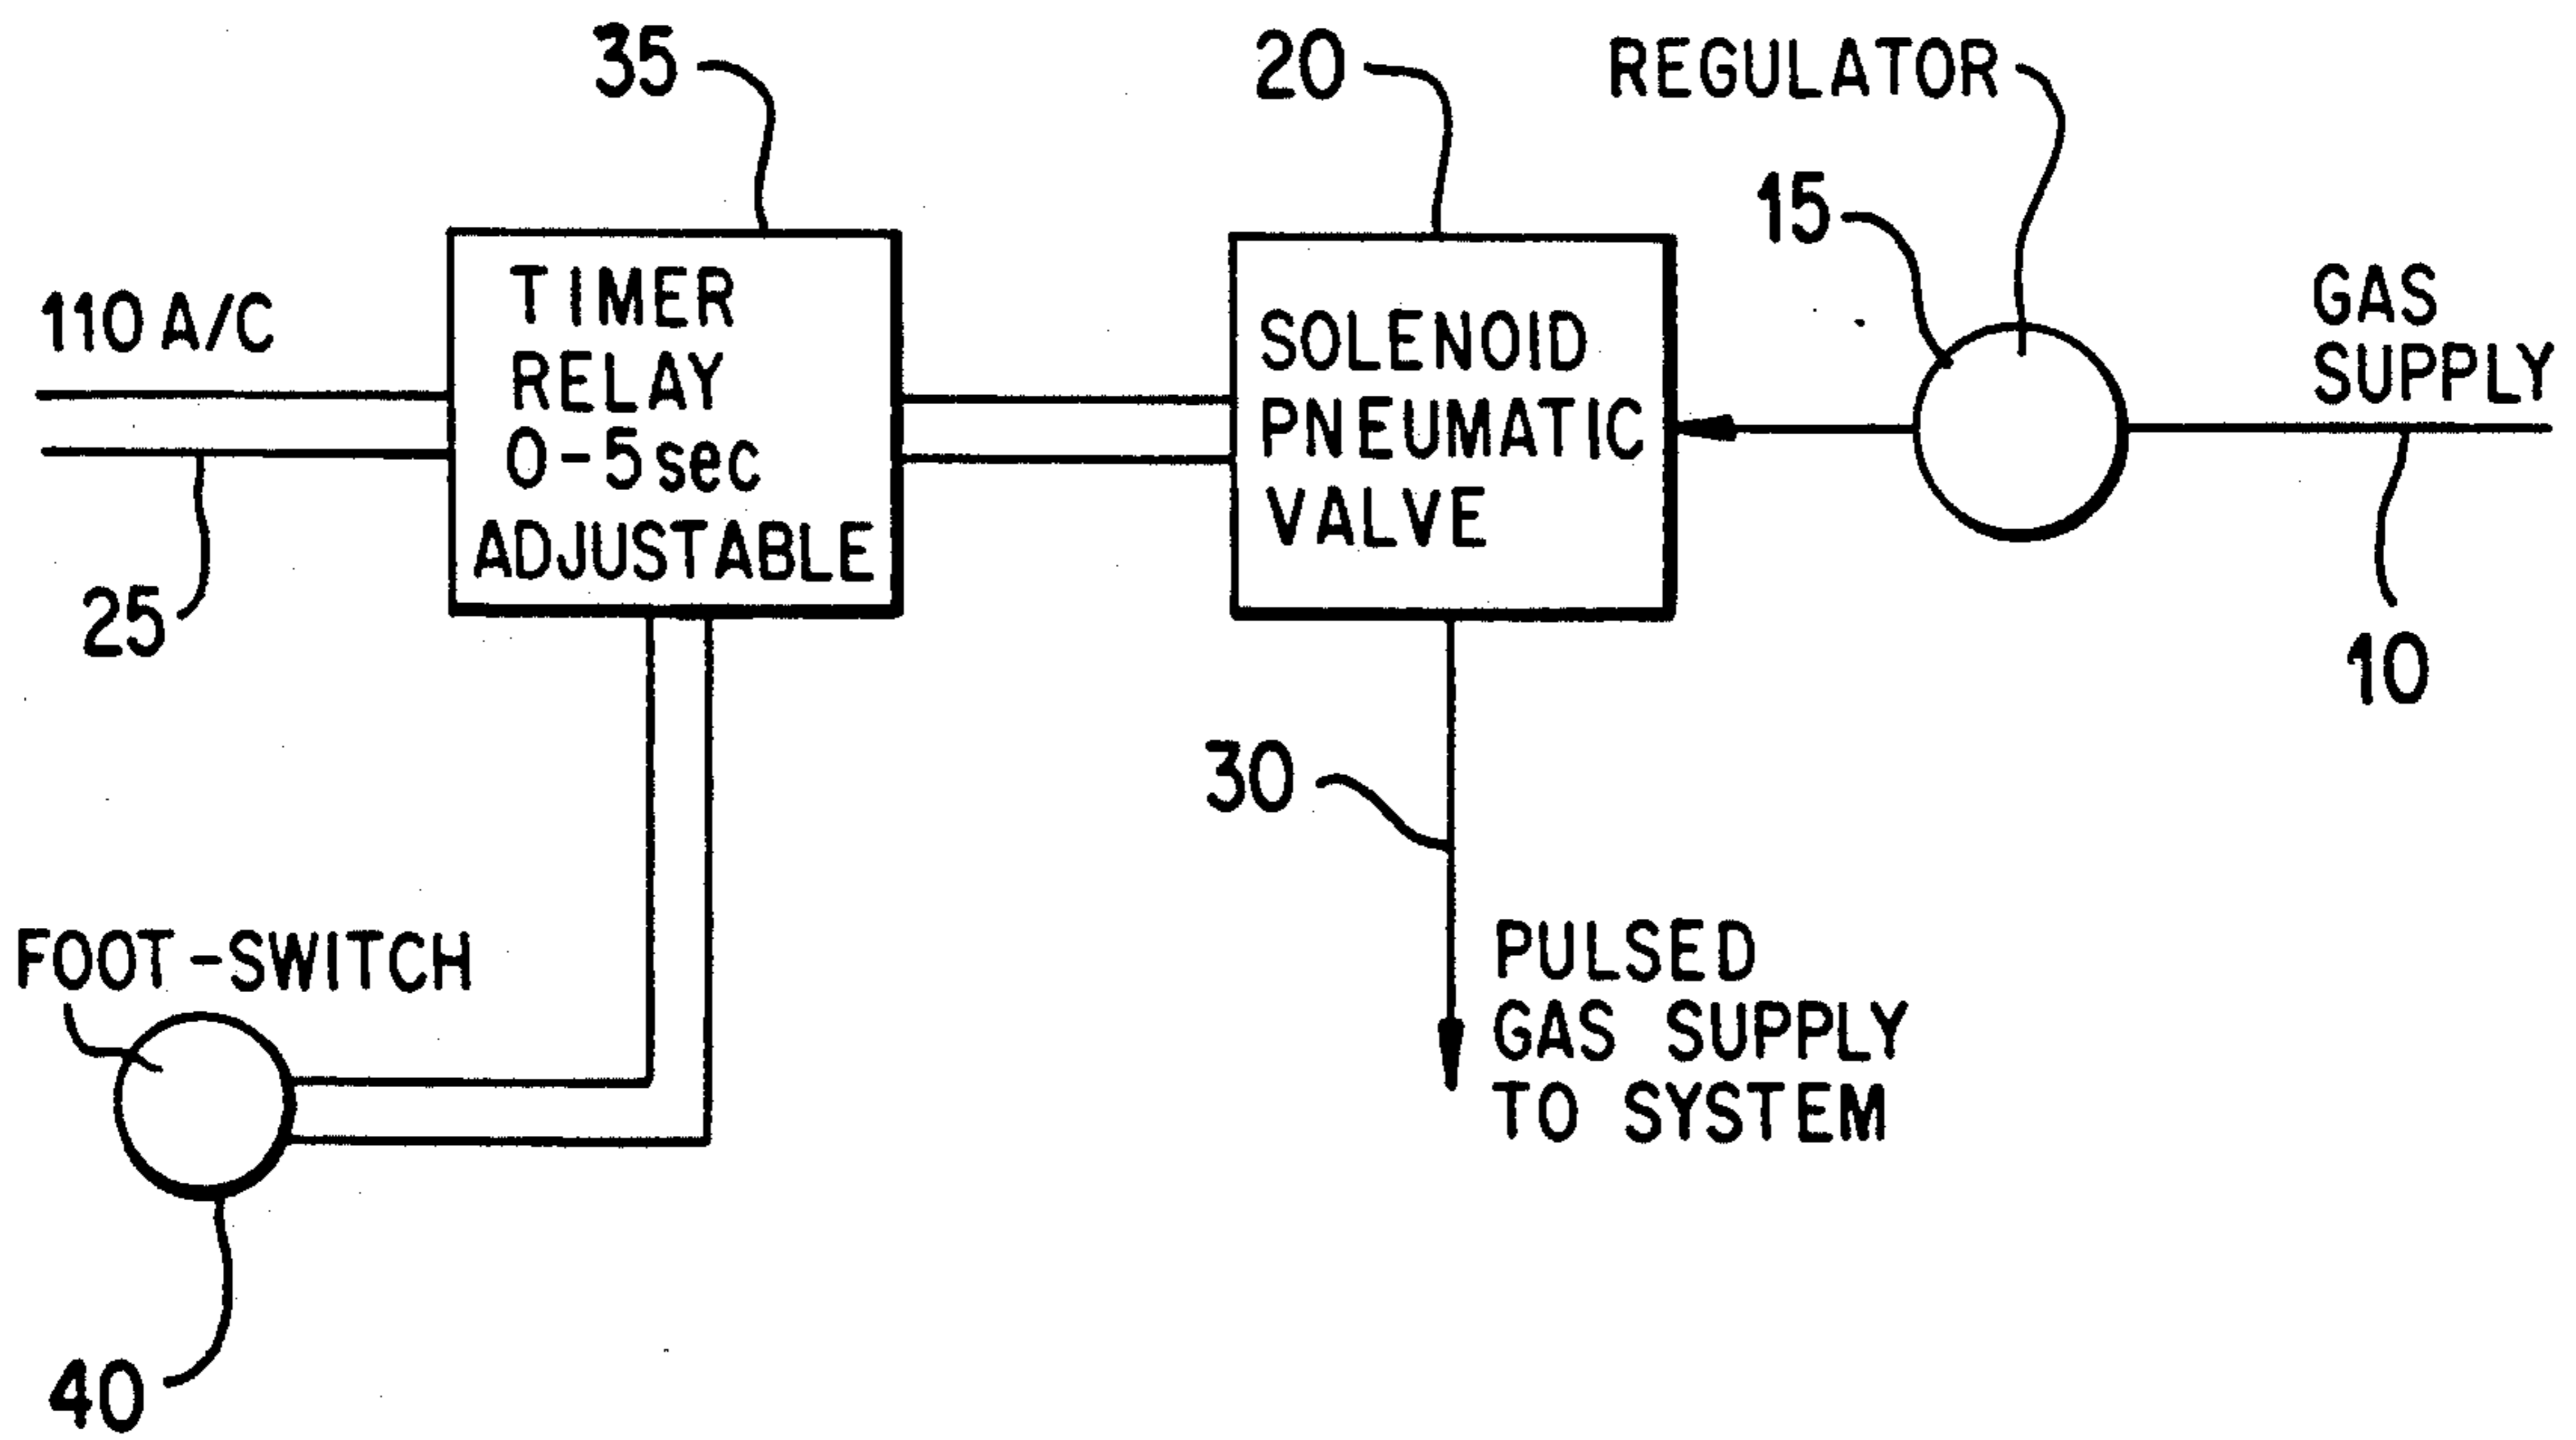 35
20
REGULATOR
15
110 A/C
TIMER
RELAY
0-5sec
ADJUSTABLE
SOLENOID
PNEUMATIC
VALVE
GAS
SUPPLY
25
10
30
FOOT-SWITCH
PULSED
GAS SUPPLY
TO SYSTEM
40